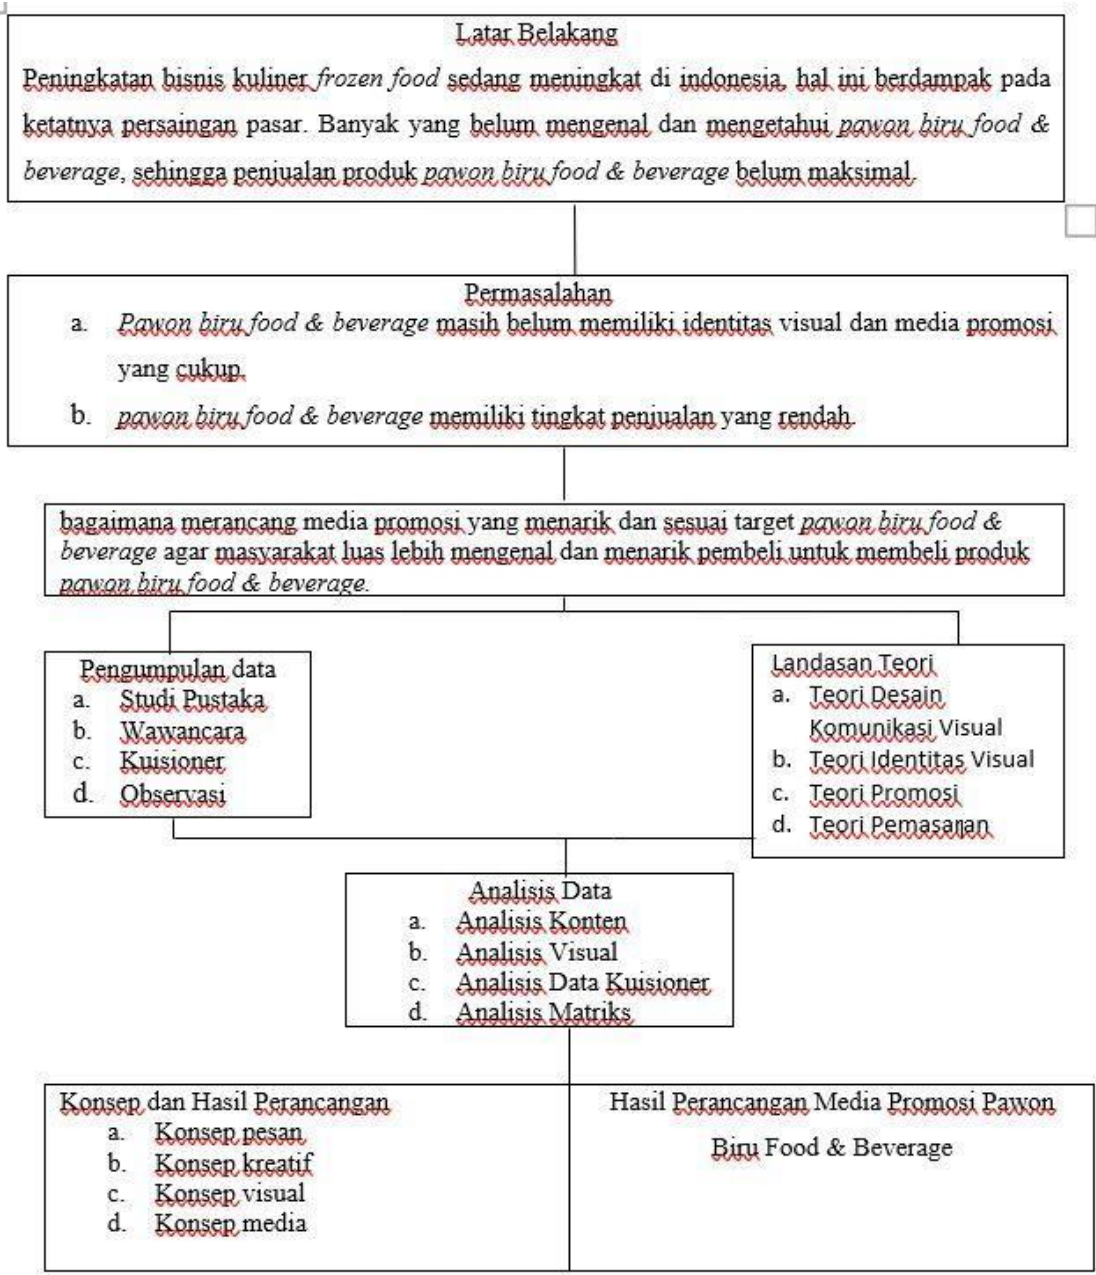 Latar Belakang
Peningkatan bisnis kuliner frozen food sedang meningkat di indonesia, hal ini berdampak pada
ketatnya persaingan pasar. Banyak yang belum mengenal dan mengetahui pawon biru food &
beverage, sehingga penjualan produk pawon biru food & beverage belum maksimal.
Permasalahan
a. Pawon biru food & beverage masih belum memiliki identitas visual dan media promosi
yang cukup.
b. pawon biru food & beverage memiliki tingkat penjualan yang rendah.
bagaimana merancang media promosi yang menarik dan sesuai target pawon biru food &
beverage agar masyarakat luas lebih mengenal dan menarik pembeli untuk membeli produk
pawon biru food & beverage.
Pengumpulan data
a. Studi Pustaka
b. Wawancara
c. Kuisioner
d. Observasi
Landasan Teori
a. Teori Desain
Komunikasi Visual
b. Teori Identitas Visual
c. Teori Promosi
d. Teori Pemasaran
Analisis Data
a. Analisis Konten
b. Analisis Visual
c. Analisis Data Kuisioner
d. Analisis Matriks
Konsep dan Hasil Perancangan
a. Konsep pesan
b. Konsep kreatif
c. Konsep visual
d. Konsep media
Hasil Perancangan Media Promosi Pawon
Biru Food & Beverage